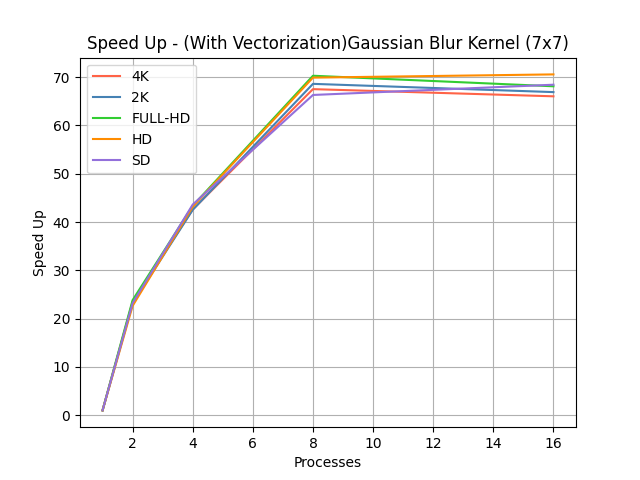 Speed Up - (With Vectorization)Gaussian Blur Kernel (7x7)
4K
2K
FULL-HD
HD
SD
70
60
50
40
30
20
10
0
Speed Up
2 4 6 8 10 12 14 16
Processes